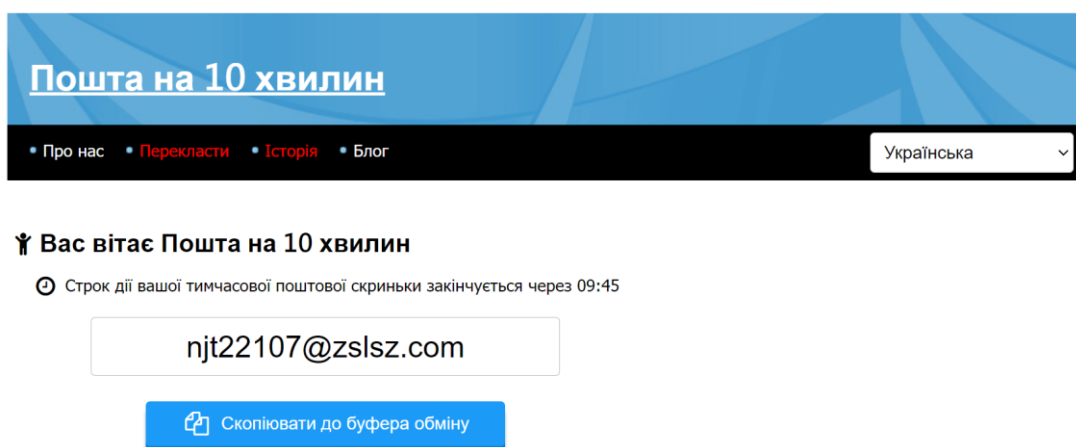 Пошта на 10 хвилин
Про нас Перекласти Історія Блог Українська
Вас вітає Пошта на 10 хвилин
Строк дії вашої тимчасової поштової скриньки закінчується через 09:45
njt22107@zslsz.com
Скопіювати до буфера обміну